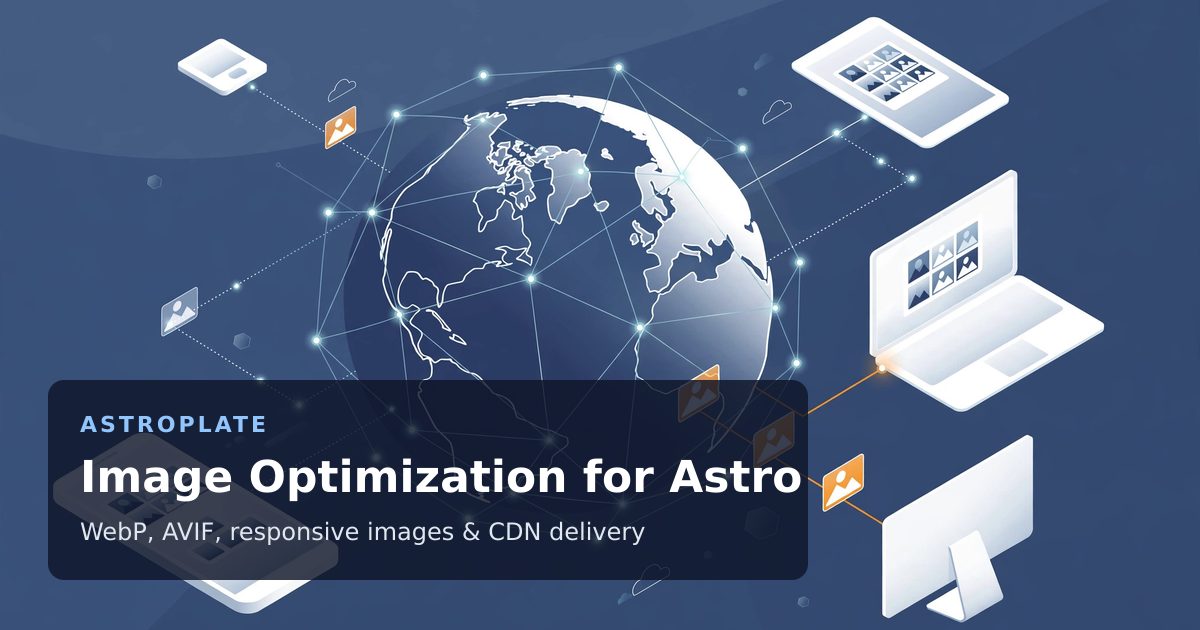 ASTROPLATE
Image Optimization for Astro
WebP, AVIF, responsive images & CDN delivery